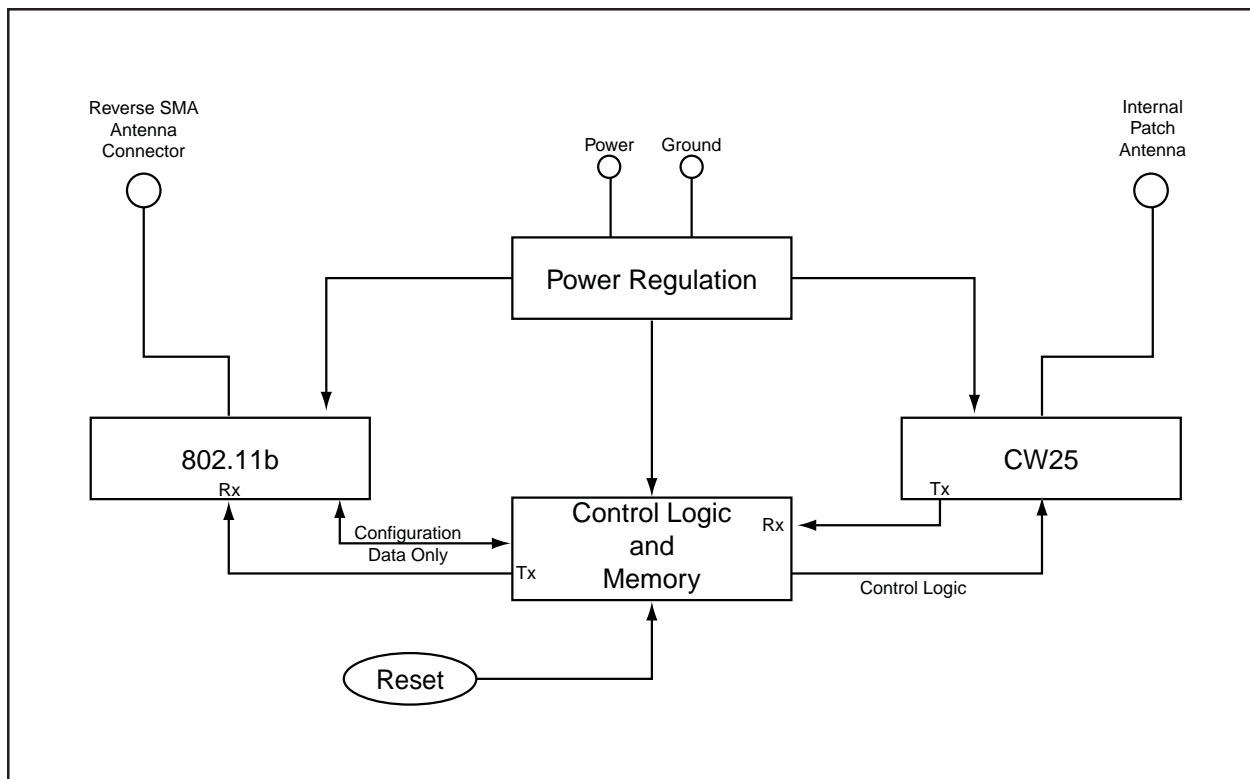 Reverse SMA
Antenna
Connector
Power
Ground
Internal
Patch
Antenna
Power Regulation
802.11b
Rx
CW25
Tx
Configuration
Data Only
Tx
Control Logic
and
Memory
Rx
Control Logic
Reset